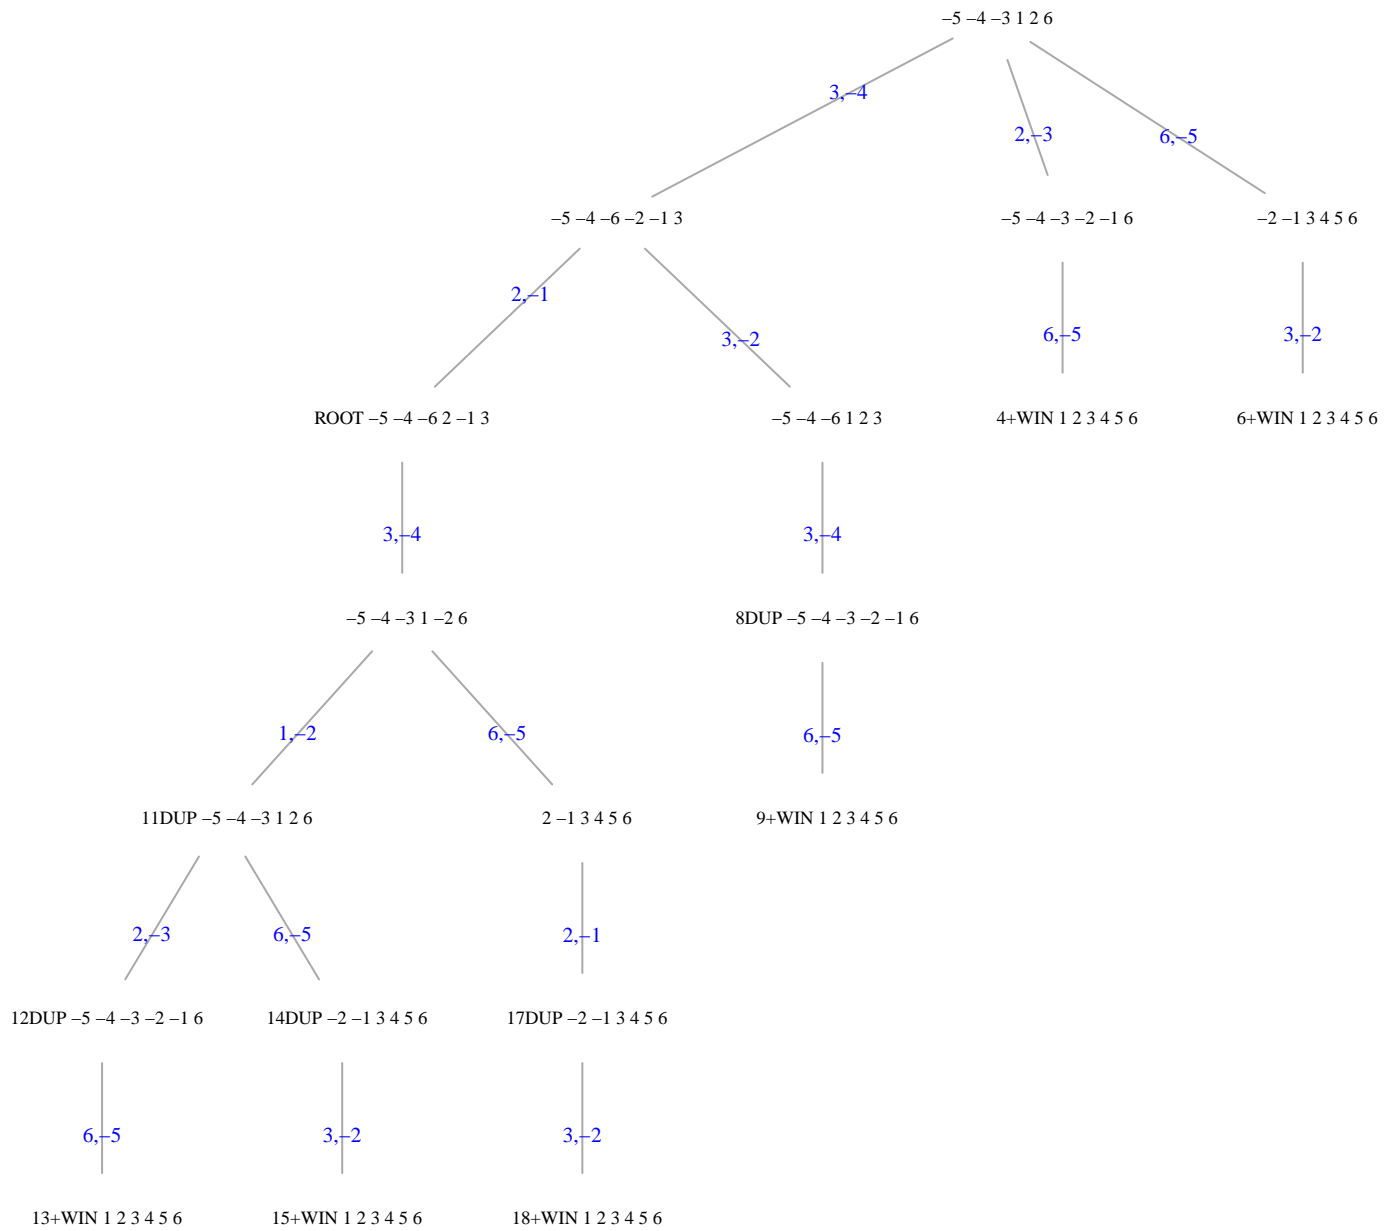 –5 –4 –3 1 2 6
3,–4
2,–3
6,–5
–5 –4 –6 –2 –1 3
–5 –4 –3 –2 –1 6
–2 –1 3 4 5 6
2,–1
3,–2
6,–5
3,–2
ROOT –5 –4 –6 2 –1 3
–5 –4 –6 1 2 3
4+WIN 1 2 3 4 5 6
6+WIN 1 2 3 4 5 6
3,–4
3,–4
–5 –4 –3 1 –2 6
8DUP –5 –4 –3 –2 –1 6
1,–2
6,–5
6,–5
11DUP –5 –4 –3 1 2 6
2 –1 3 4 5 6
9+WIN 1 2 3 4 5 6
2,–3
6,–5
2,–1
12DUP –5 –4 –3 –2 –1 6
14DUP –2 –1 3 4 5 6
17DUP –2 –1 3 4 5 6
6,–5
3,–2
3,–2
13+WIN 1 2 3 4 5 6
15+WIN 1 2 3 4 5 6
18+WIN 1 2 3 4 5 6